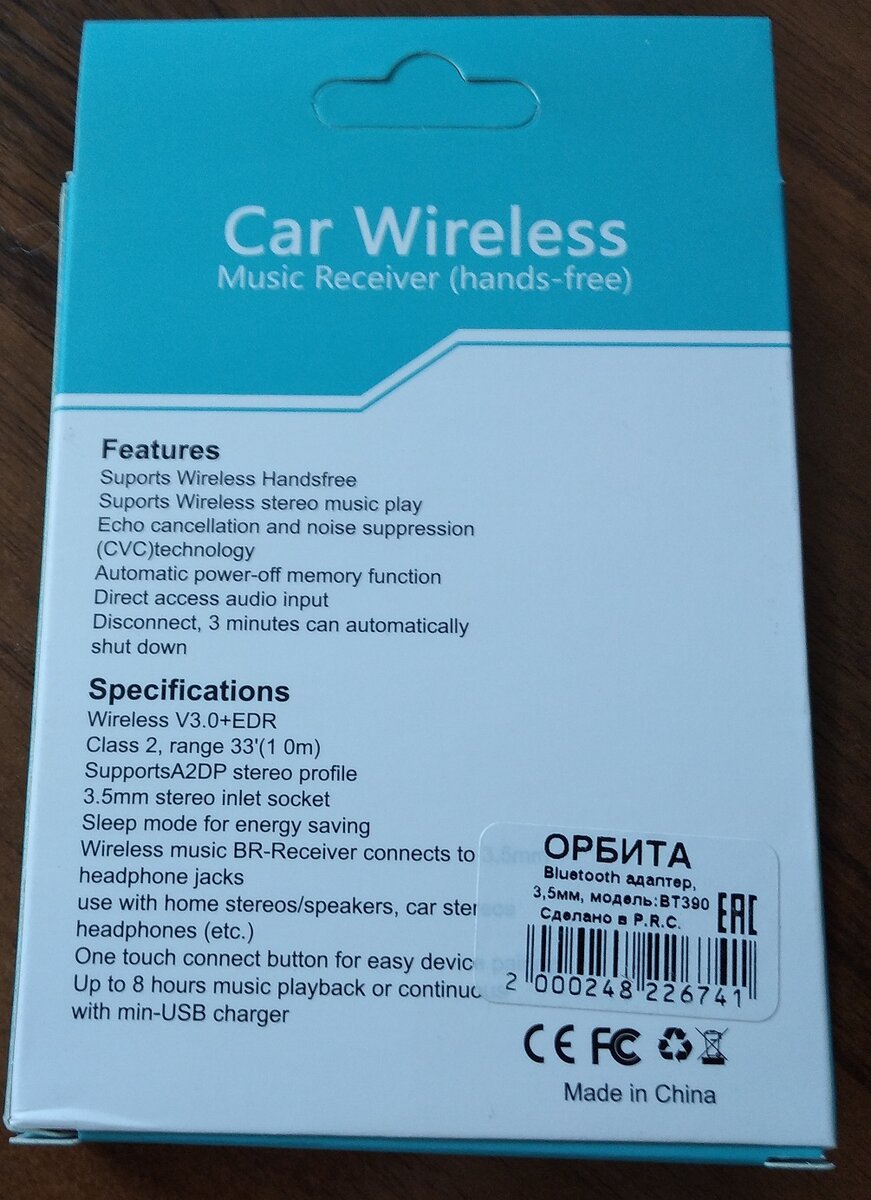 Car Wireless
Music Receiver (hands-free)
Features
Suports Wireless Handsfree
Suports Wireless stereo music play
Echo cancellation and noise suppression
(CVC)technology
Automatic power-off memory function
Direct access audio input
Disconnect, 3 minutes can automatically
shut down
Specifications
Wireless V3.0+EDR
Class 2, range 33'(1 0m)
SupportsA2DP stereo profile
3.5mm stereo inlet socket
Sleep mode for energy saving
Wireless music BR-Receiver connects to 3.5mm
headphone jacks
use with home stereos/speakers, car stereos
headphones (etc.)
One touch connect button for easy device
Up to 8 hours music playback or continuous
with min-USB charger
ОРБИТА
Bluetooth адаптер,
3,5мм, модель:BT390
Сделано в P.R.C.
EAC
2 000248 226741
CE FC
Made in China